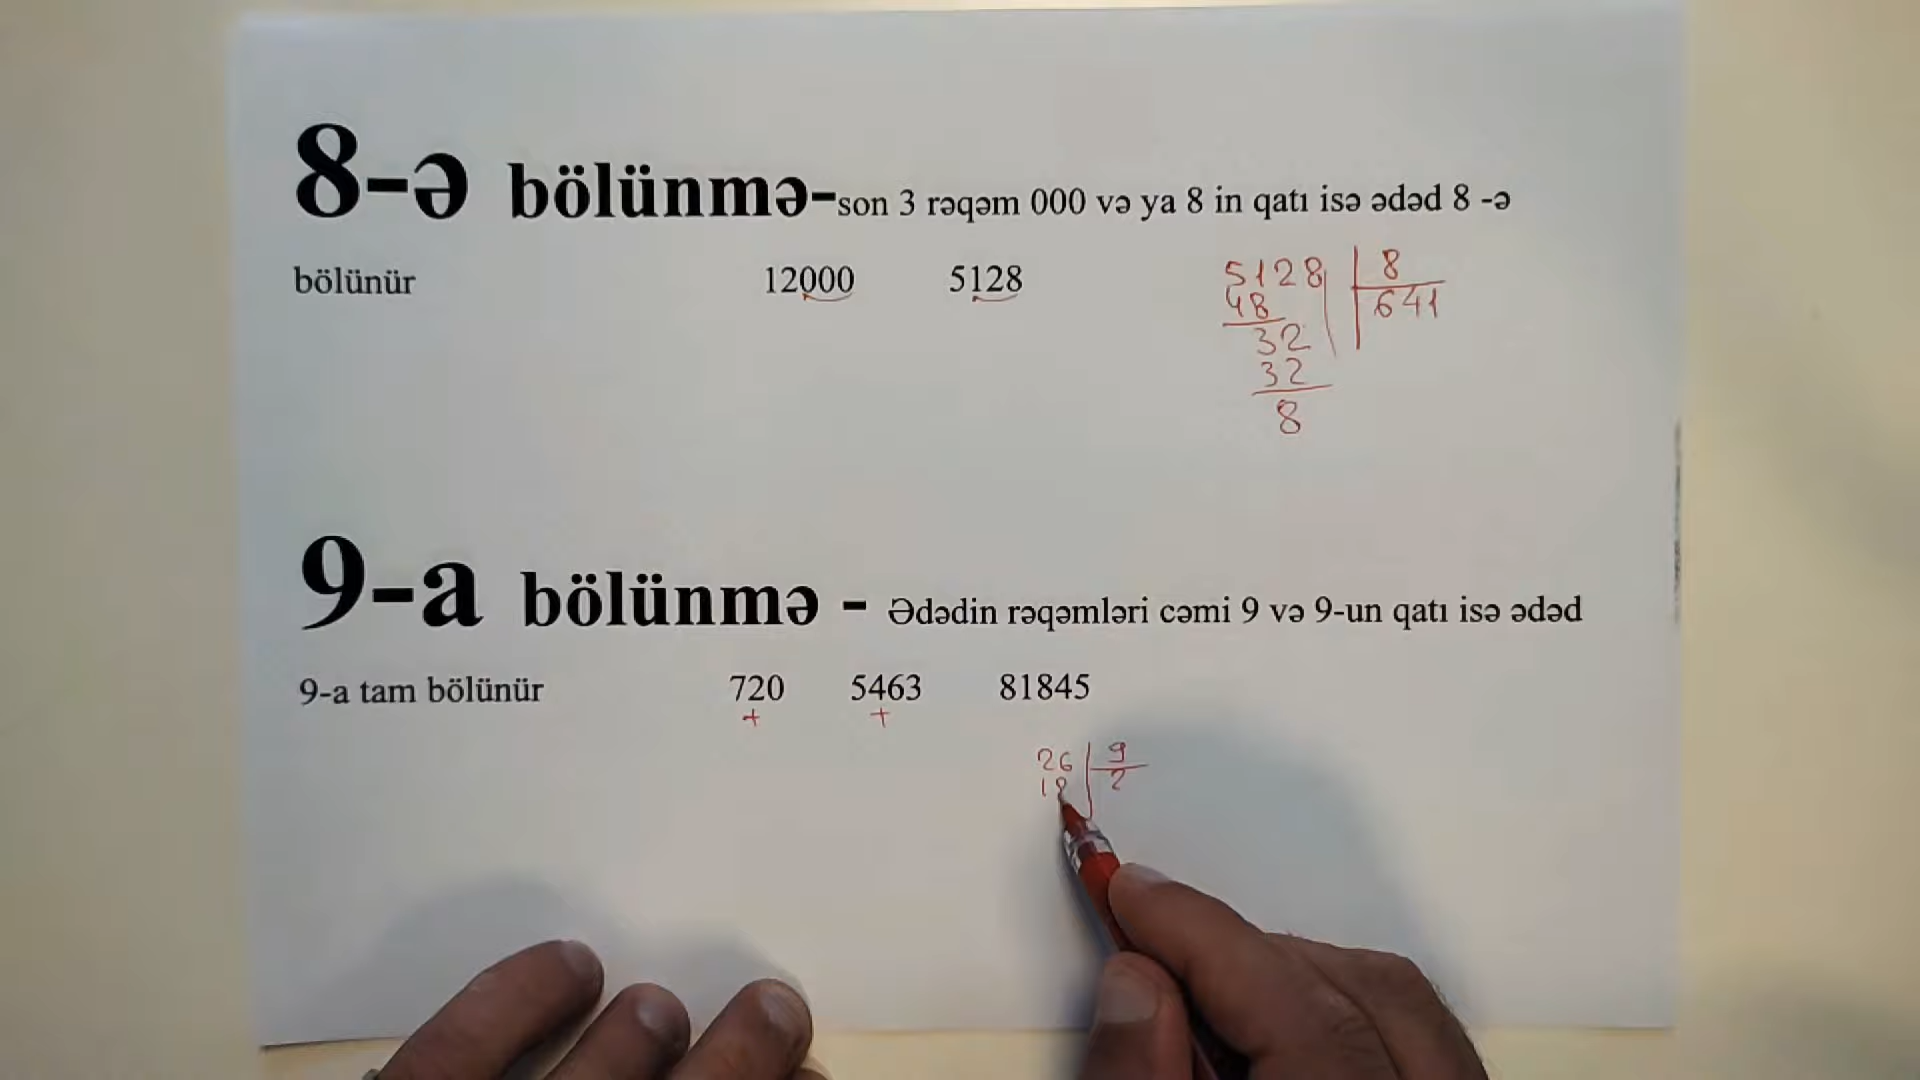 8-ə bölünmə-son 3 rəqəm 000 və ya 8 in qatı isə ədəd 8 -ə
bölünür 12000 5128
5128 8
48 641
32
32
8
9-a bölünmə - Ədədin rəqəmləri cəmi 9 və 9-un qatı isə ədəd
9-a tam bölünür 720 5463 81845
+ +
26 9
18 2